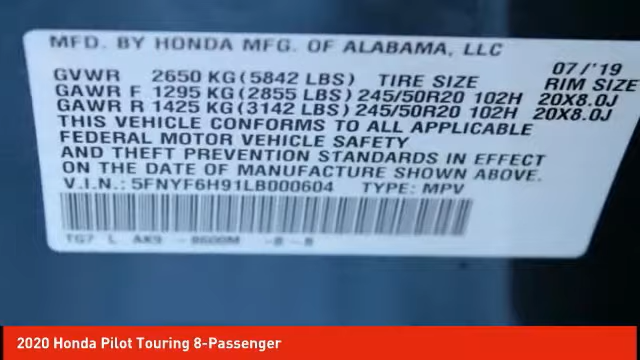 MFD. BY HONDA MFG. OF ALABAMA, LLC
07/'19
GVWR 2650 KG(5842 LBS) TIRE SIZE RIM SIZE
GAWR F 1295 KG(2855 LBS)245/50R20 102H 20X8.0J
GAWR R 1425 KG(3142 LBS)245/50R20 102H 20X8.0J
THIS VEHICLE CONFORMS TO ALL APPLICABLE
FEDERAL MOTOR VEHICLE SAFETY
AND THEFT PREVENTION STANDARDS IN EFFECT
ON THE DATE OF MANUFACTURE SHOWN ABOVE.
V.I.N.: 5FNYF6H91LB000604 TYPE: MPV
TG7 L AK9 -B600M -B-B
2020 Honda Pilot Touring 8-Passenger